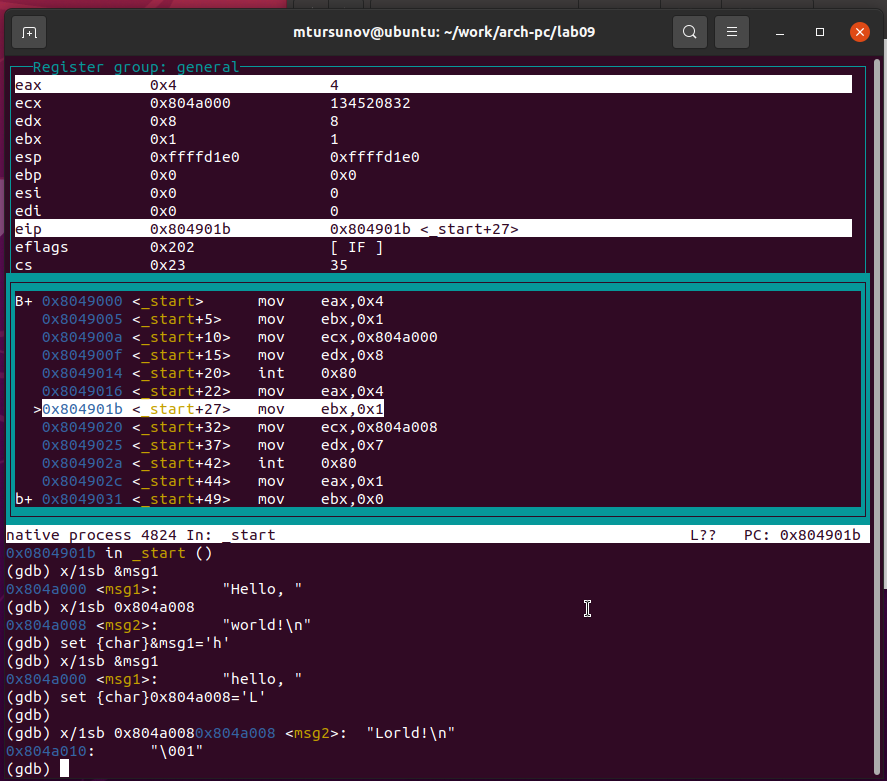 mtursunov@ubuntu: ~/work/arch-pc/lab09
Register group: general
eax 0x4 4
ecx 0x804a000 134520832
edx 0x8 8
ebx 0x1 1
esp 0xffffd1e0 0xffffd1e0
ebp 0x0 0x0
esi 0x0 0
edi 0x0 0
eip 0x804901b 0x804901b <_start+27>
eflags 0x202 [ IF ]
cs 0x23 35
B+ 0x8049000 <_start> mov eax,0x4
0x8049005 <_start+5> mov ebx,0x1
0x804900a <_start+10> mov ecx,0x804a000
0x804900f <_start+15> mov edx,0x8
0x8049014 <_start+20> int 0x80
0x8049016 <_start+22> mov eax,0x4
>0x804901b <_start+27> mov ebx,0x1
0x8049020 <_start+32> mov ecx,0x804a008
0x8049025 <_start+37> mov edx,0x7
0x804902a <_start+42> int 0x80
0x804902c <_start+44> mov eax,0x1
b+ 0x8049031 <_start+49> mov ebx,0x0
native process 4824 In: _start L?? PC: 0x804901b
0x0804901b in _start ()
(gdb) x/1sb &msg1
0x804a000 <msg1>: "Hello, "
(gdb) x/1sb 0x804a008
0x804a008 <msg2>: "world!\n"
(gdb) set {char}&msg1='h'
(gdb) x/1sb &msg1
0x804a000 <msg1>: "hello, "
(gdb) set {char}0x804a008='L'
(gdb)
(gdb) x/1sb 0x804a0080x804a008 <msg2>: "Lorld!\n"
0x804a010: "\001"
(gdb)